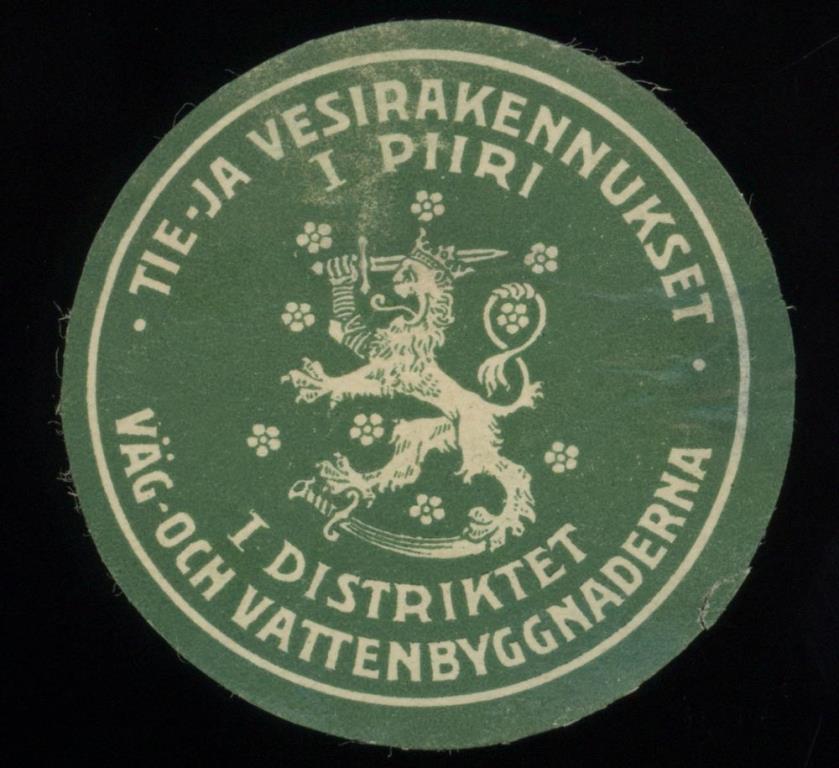 TIE-JA VESIRAKENNUKSET
I PIIRI
I DISTRIKTET
VÄG-OCH VATTENBYGGNADERNA